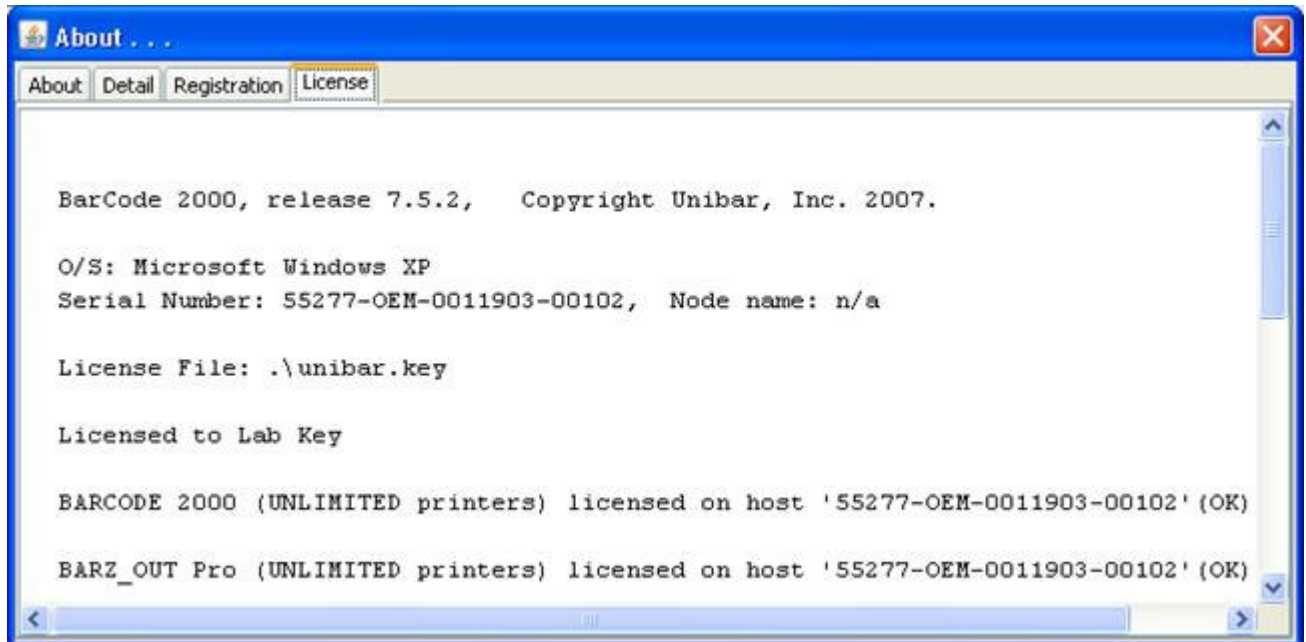 About . . .
About Detail Registration License
BarCode 2000, release 7.5.2, Copyright Unibar, Inc. 2007.
O/S: Microsoft Windows XP
Serial Number: 55277-OEM-0011903-00102, Node name: n/a
License File: .\unibar.key
Licensed to Lab Key
BARCODE 2000 (UNLIMITED printers) licensed on host '55277-OEM-0011903-00102'(OK)
BARZ_OUT Pro (UNLIMITED printers) licensed on host '55277-OEM-0011903-00102'(OK)